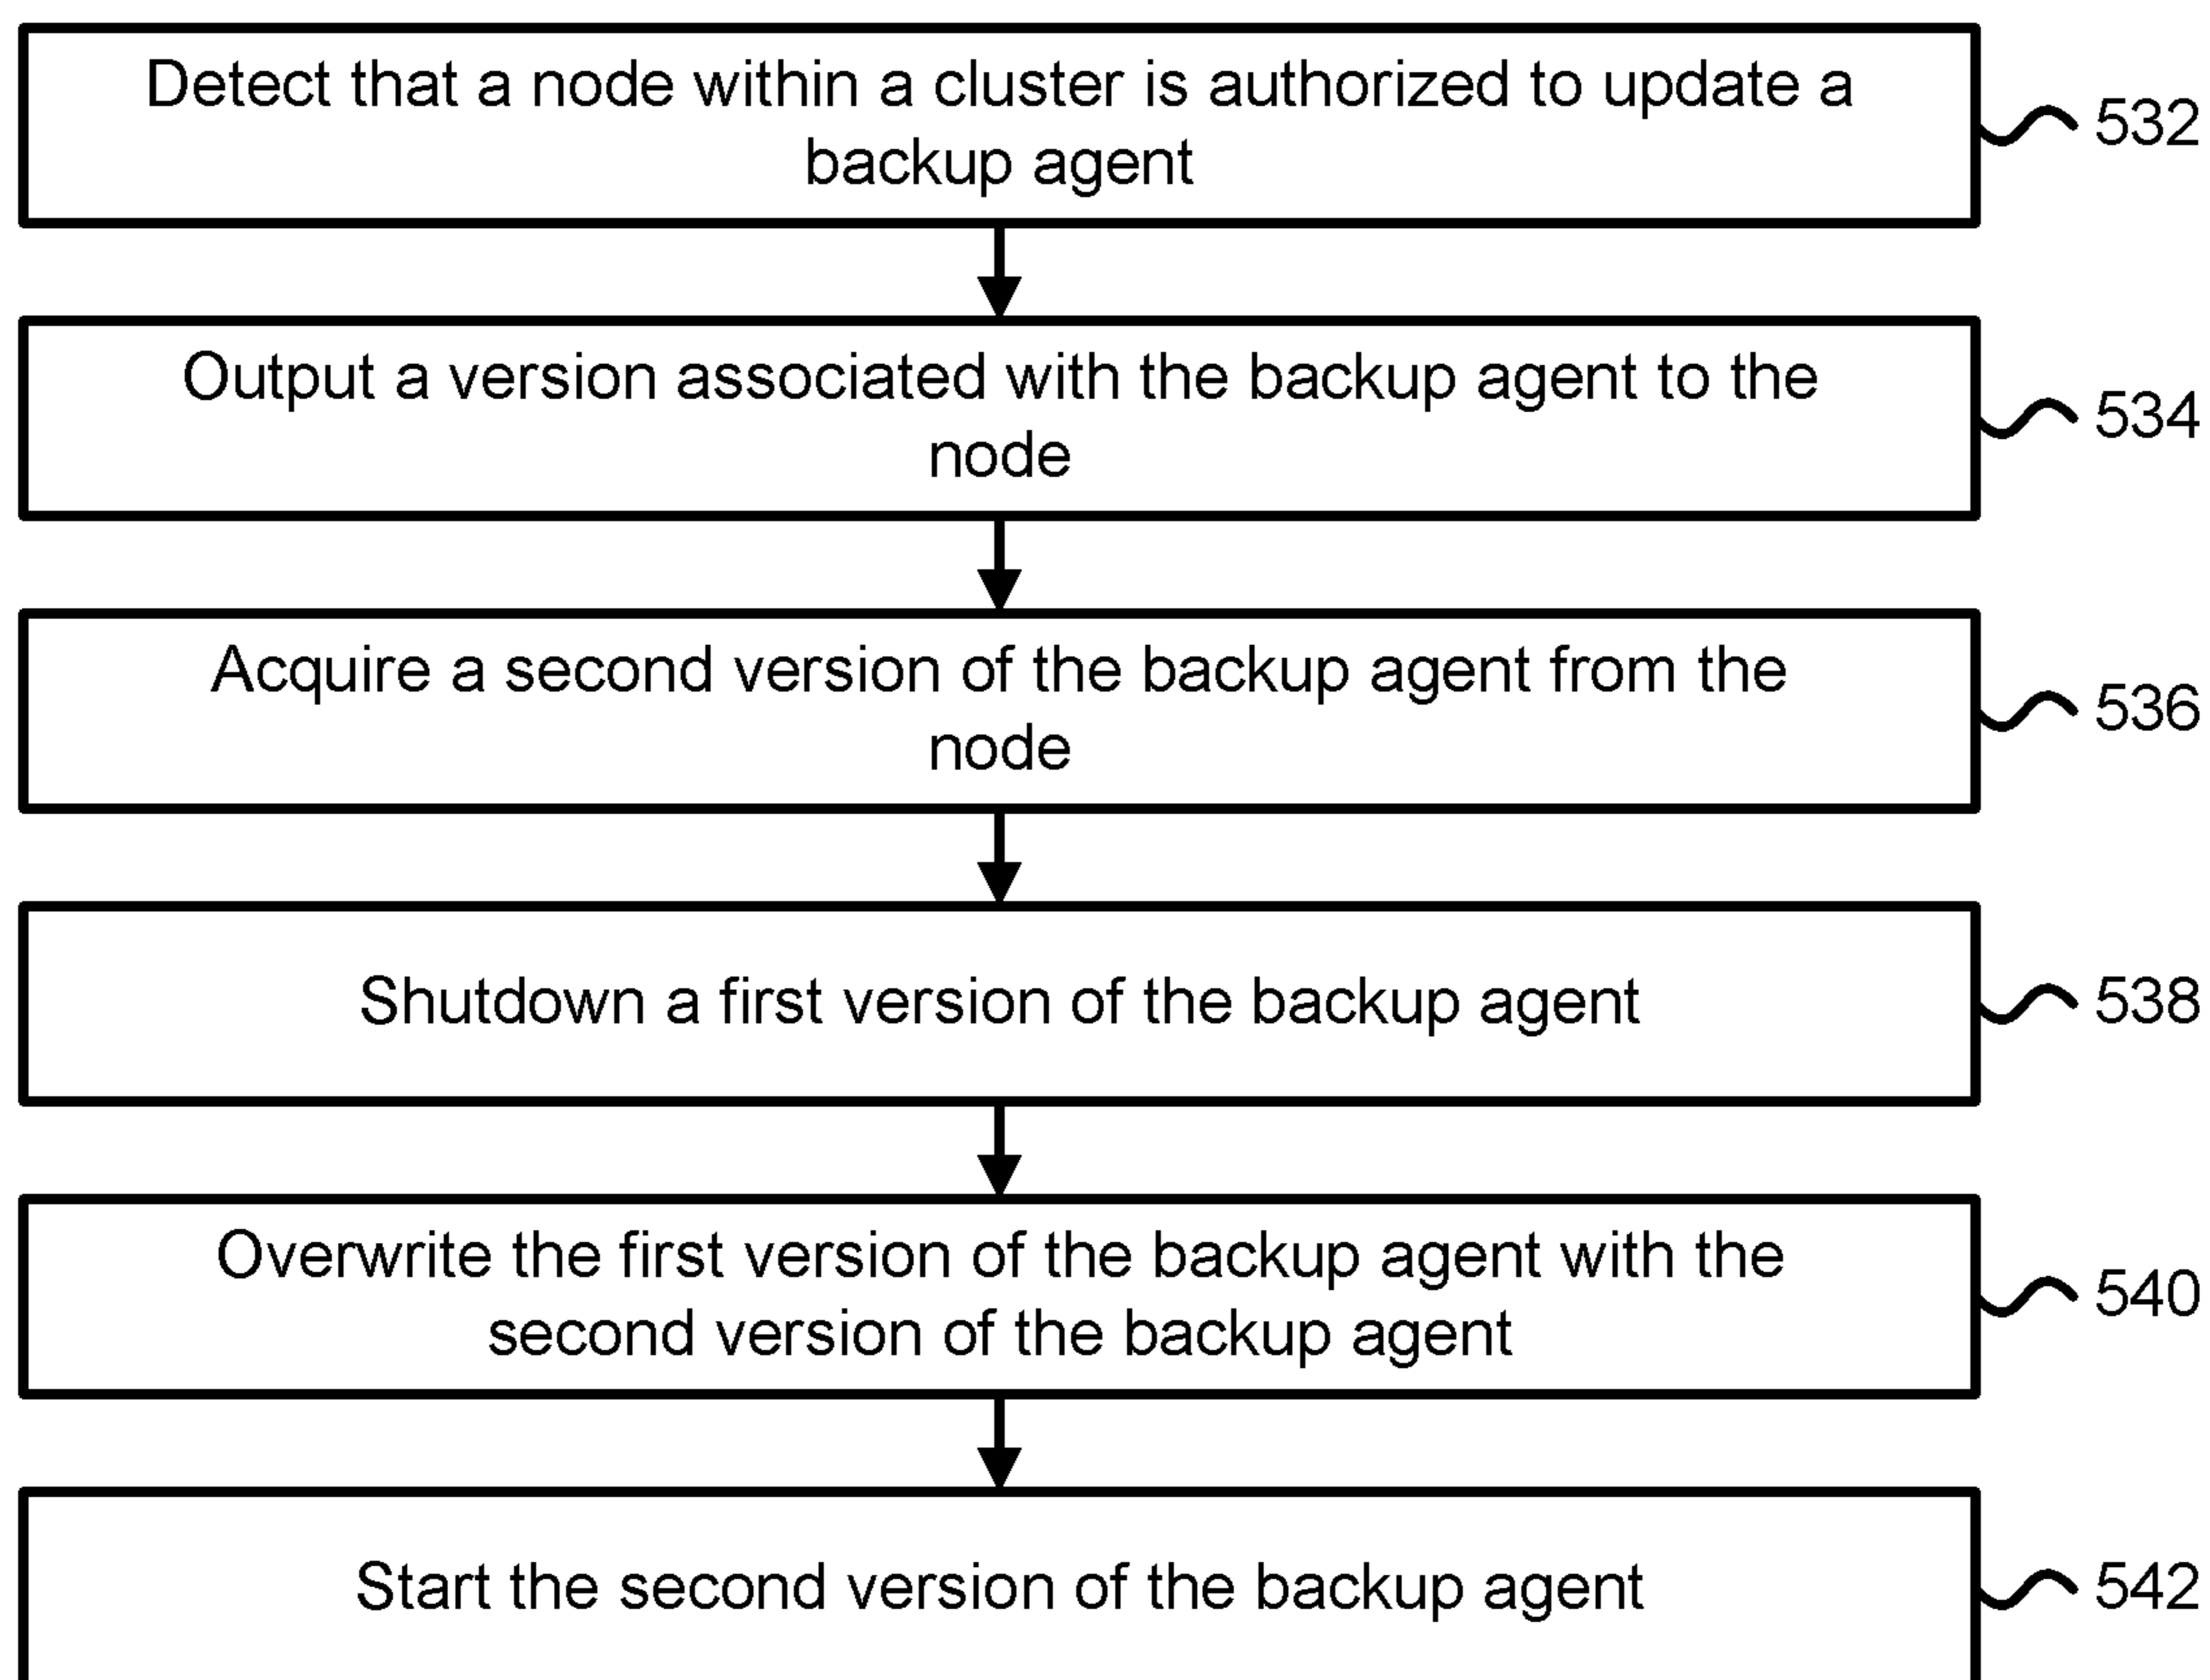 Detect that a node within a cluster is authorized to update a
backup agent
532
Output a version associated with the backup agent to the
node
534
Acquire a second version of the backup agent from the
node
536
Shutdown a first version of the backup agent
538
Overwrite the first version of the backup agent with the
second version of the backup agent
540
Start the second version of the backup agent
542